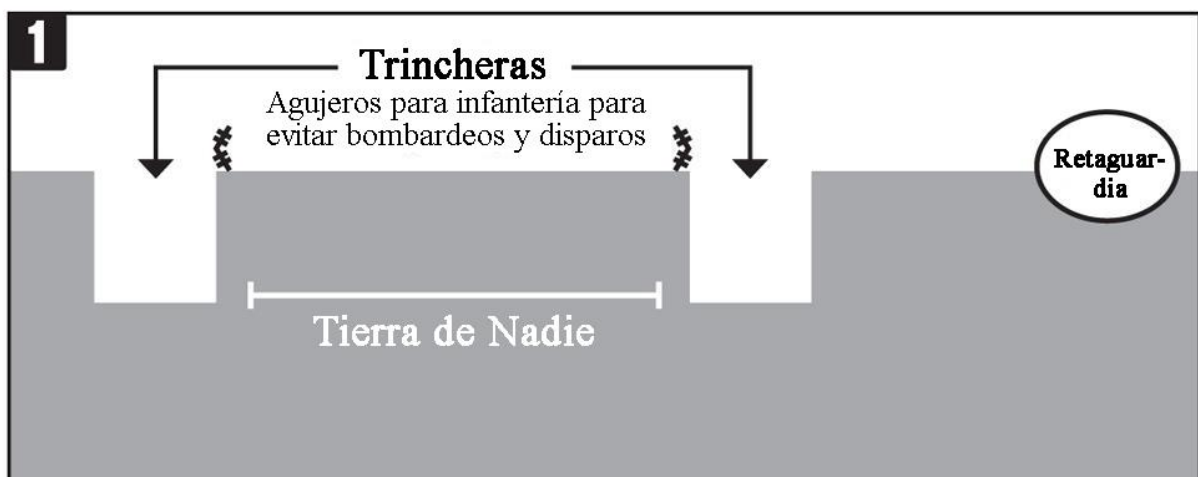 1
Trincheras
Agujeros para infantería para
evitar bombardeos y disparos
Retaguar-
dia
Tierra de Nadie